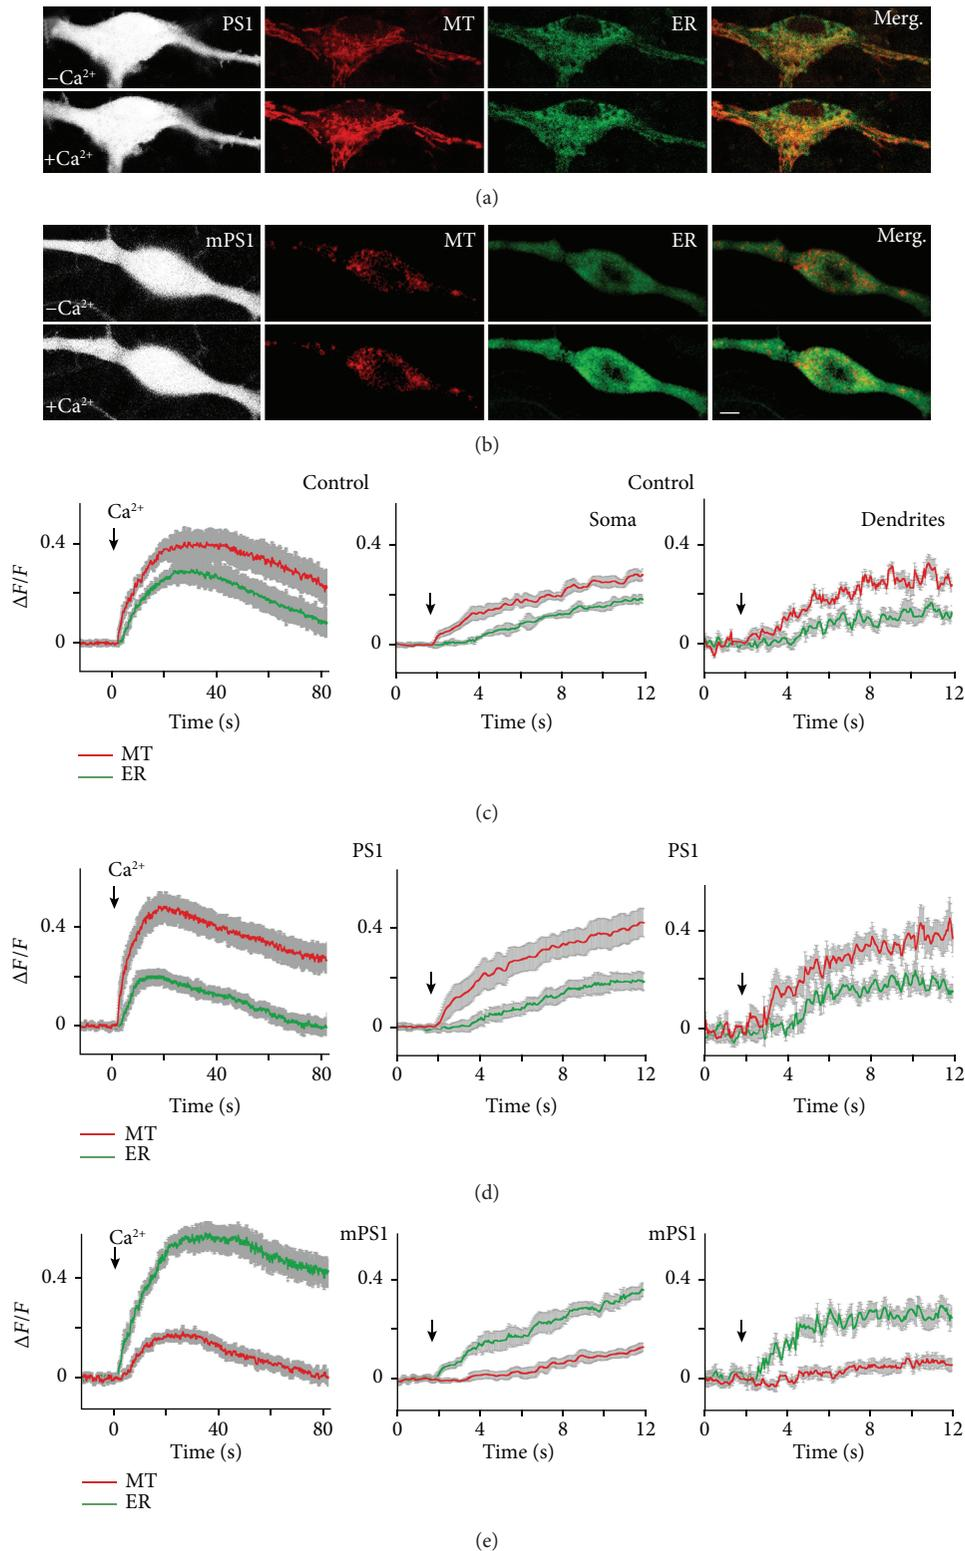 PS1 MT ER Merg.
−Ca²⁺
+Ca²⁺
(a)
mPS1 MT ER Merg.
−Ca²⁺
+Ca²⁺
(b)
Control Control
Ca²⁺ Soma Dendrites
ΔF/F
0.4 0.4 0.4
0 0 0
0 40 80 0 4 8 12 0 4 8 12
Time (s) Time (s) Time (s)
MT
ER
(c)
PS1 PS1
Ca²⁺
ΔF/F
0.4 0.4 0.4
0 0 0
0 40 80 0 4 8 12 0 4 8 12
Time (s) Time (s) Time (s)
MT
ER
(d)
Ca²⁺ mPS1 mPS1
ΔF/F
0.4 0.4 0.4
0 0 0
0 40 80 0 4 8 12 0 4 8 12
Time (s) Time (s) Time (s)
MT
ER
(e)